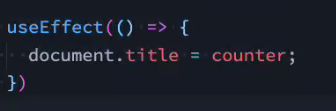 useEffect(() => {
  document.title = counter;
})